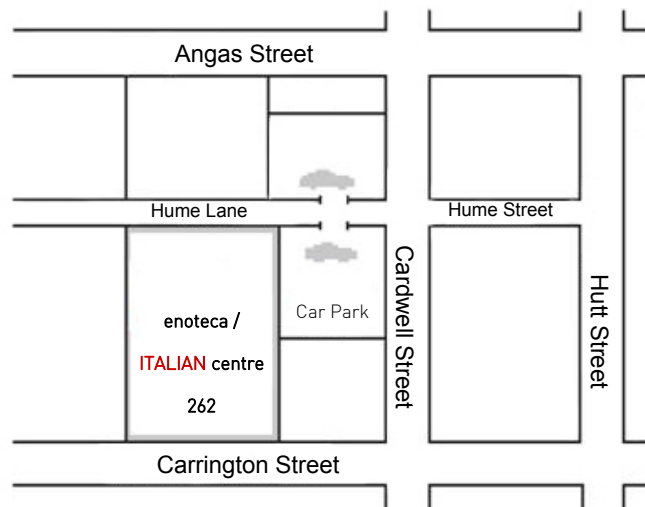 Angas Street
Hume Lane
Hume Street
Cardwell Street
Hutt Street
Car Park
enoteca /
ITALIAN centre
262
Carrington Street